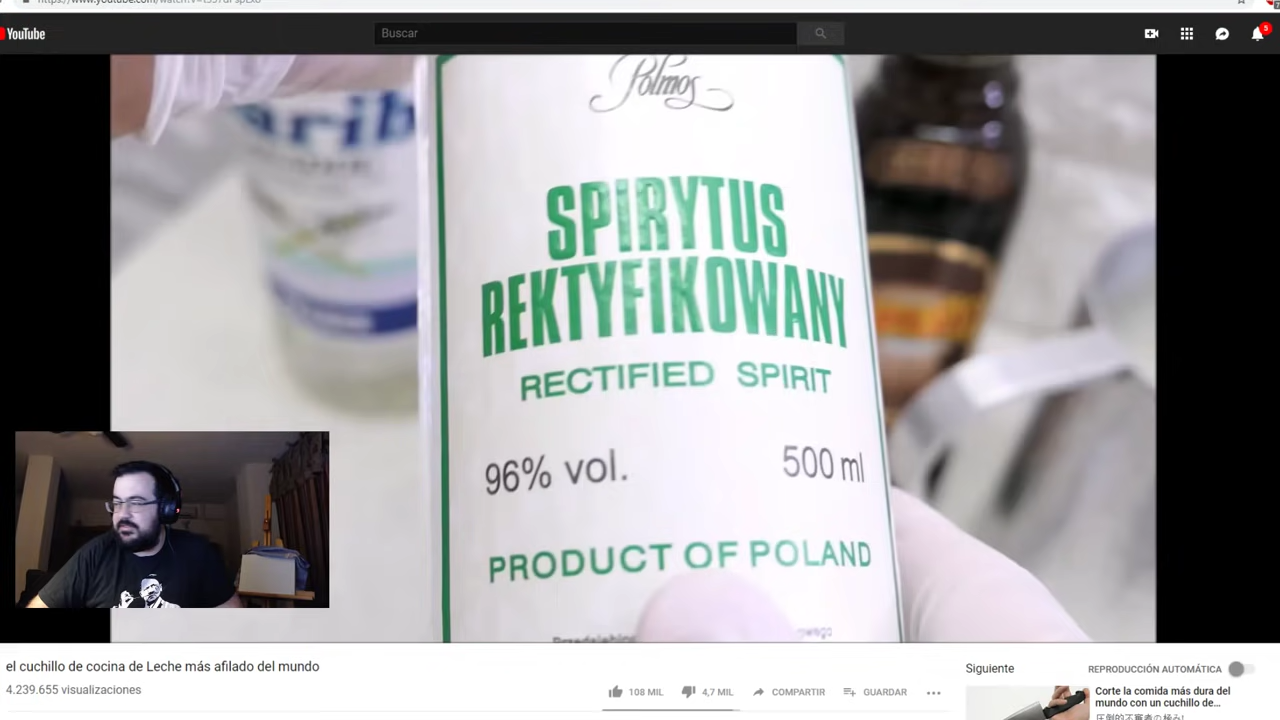 YouTube
Buscar
5
Polmos
arib
SPIRYTUS
REKTYFIKOWANY
RECTIFIED SPIRIT
96% vol. 500 ml
PRODUCT OF POLAND
el cuchillo de cocina de Leche más afilado del mundo
4.239.655 visualizaciones
108 MIL 4,7 MIL COMPARTIR GUARDAR
Siguiente REPRODUCCIÓN AUTOMÁTICA
Corte la comida más dura del
mundo con un cuchillo de...